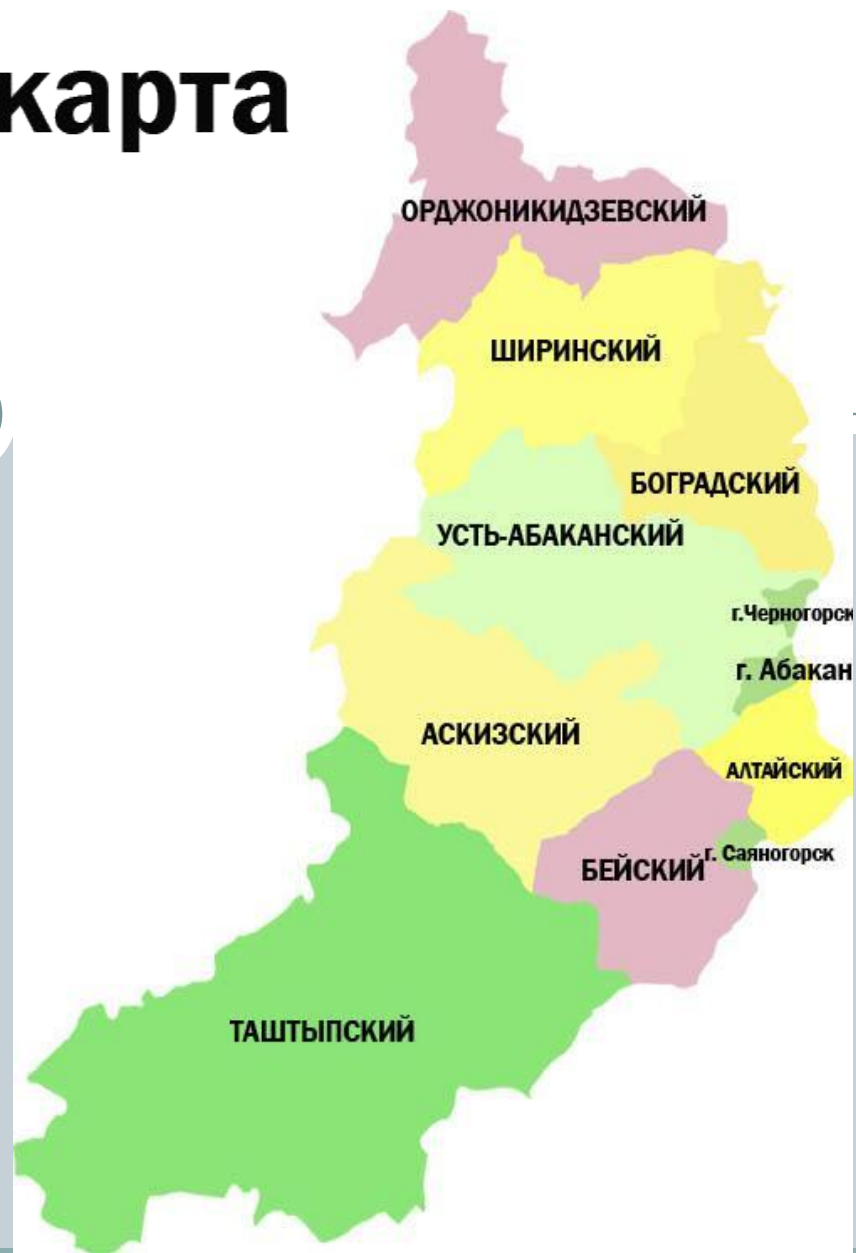 карта
ОРДЖОНИКИДЗЕВСКИЙ
ШИРИНСКИЙ
БОГРАДСКИЙ
УСТЬ-АБАКАНСКИЙ
г.Черногорск
г. Абакан
АСКИЗСКИЙ
АЛТАЙСКИЙ
г. Саяногорск
БЕЙСКИЙ
ТАШТЫПСКИЙ